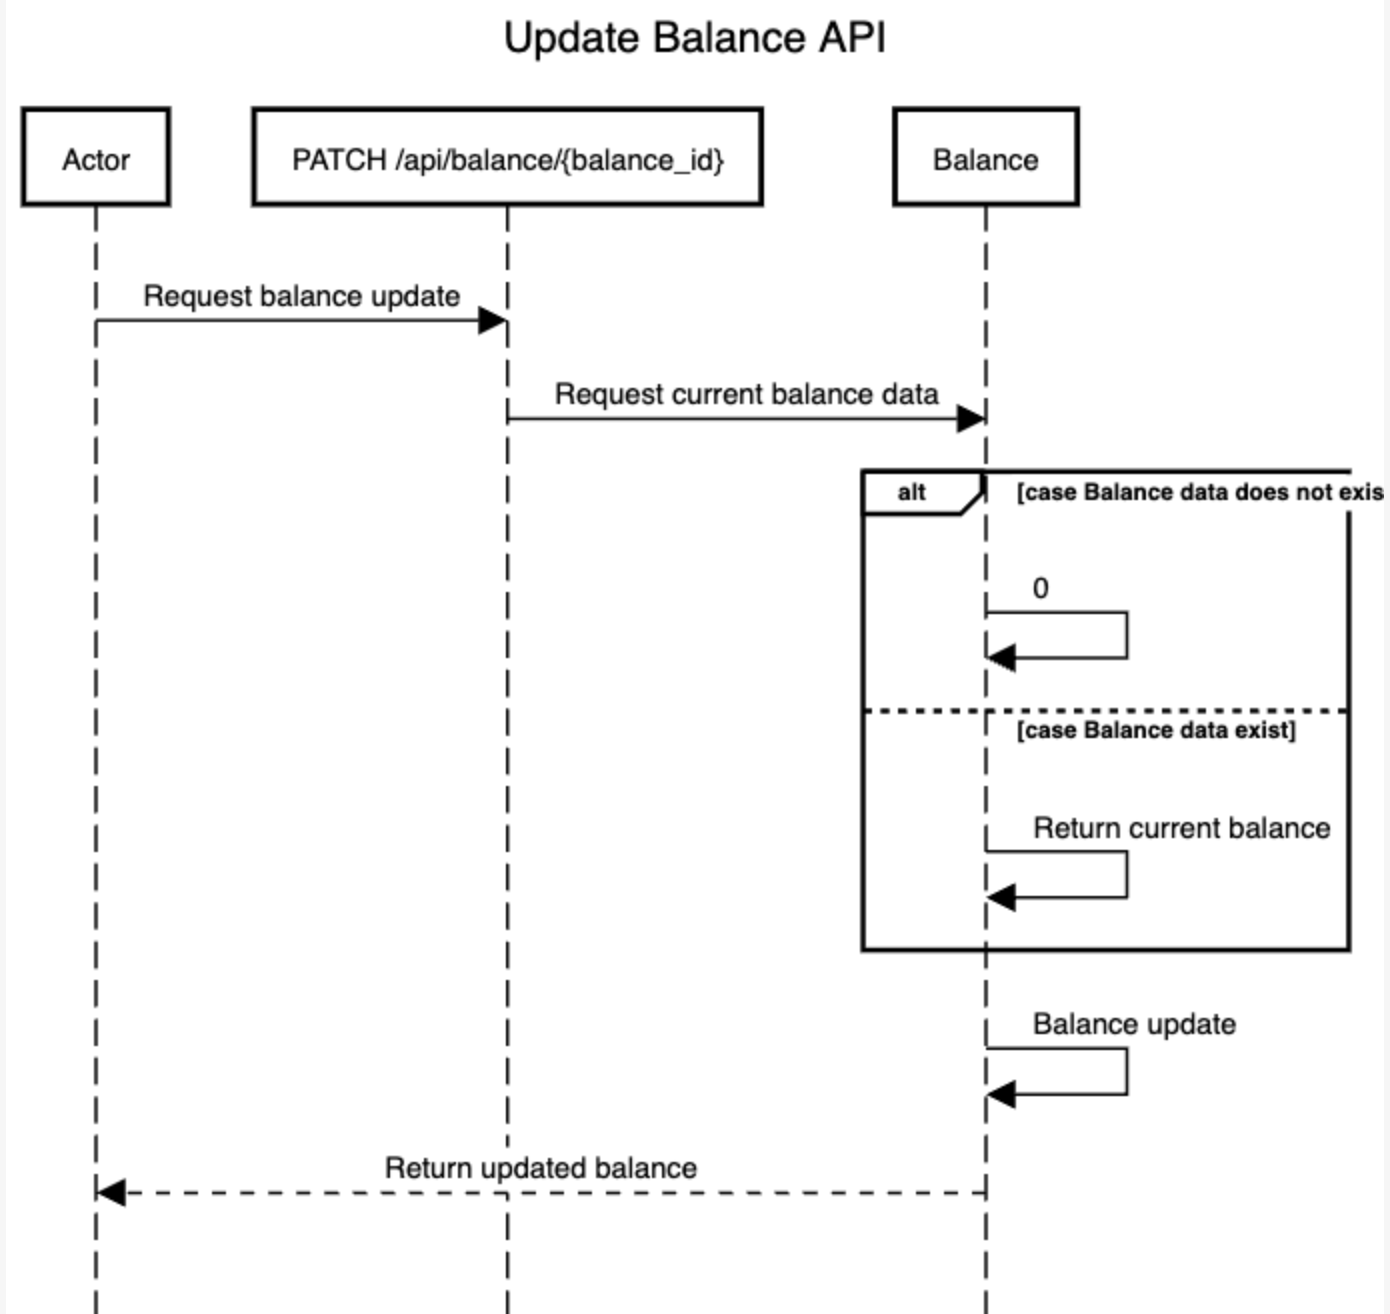 Update Balance API
Actor
PATCH /api/balance/{balance_id}
Balance
Request balance update
Request current balance data
alt
[case Balance data does not exis
0
[case Balance data exist]
Return current balance
Balance update
Return updated balance